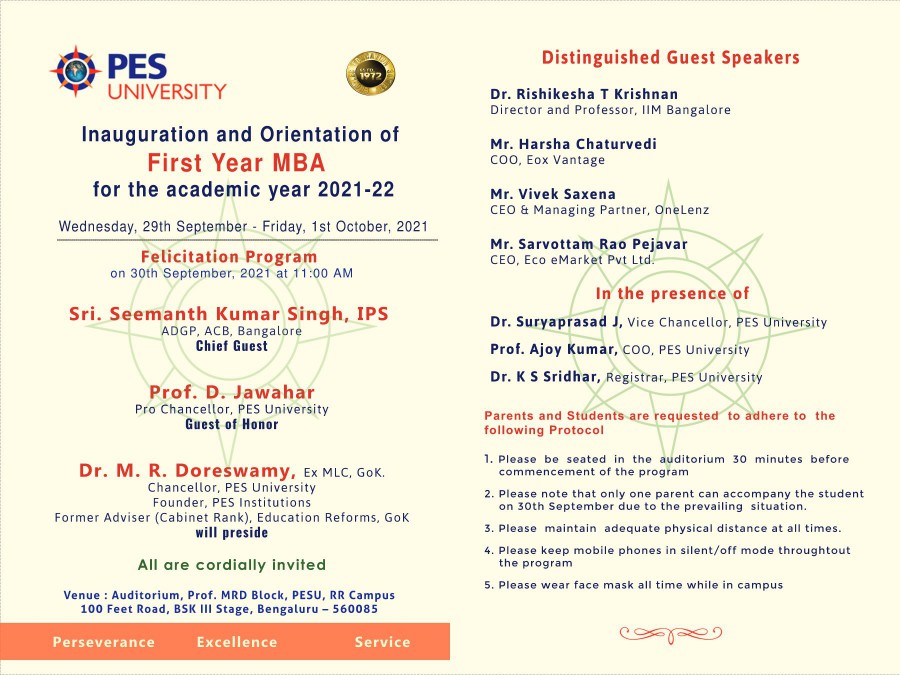 PES
UNIVERSITY
ESTD.
1972
Inauguration and Orientation of
First Year MBA
for the academic year 2021-22
Wednesday, 29th September - Friday, 1st October, 2021
Felicitation Program
on 30th September, 2021 at 11:00 AM
Sri. Seemanth Kumar Singh, IPS
ADGP, ACB, Bangalore
Chief Guest
Prof. D. Jawahar
Pro Chancellor, PES University
Guest of Honor
Dr. M. R. Doreswamy, Ex MLC, GoK.
Chancellor, PES University
Founder, PES Institutions
Former Adviser (Cabinet Rank), Education Reforms, GoK
will preside
All are cordially invited
Venue : Auditorium, Prof. MRD Block, PESU, RR Campus
100 Feet Road, BSK III Stage, Bengaluru – 560085
Perseverance Excellence Service
Distinguished Guest Speakers
Dr. Rishikesha T Krishnan
Director and Professor, IIM Bangalore
Mr. Harsha Chaturvedi
COO, Eox Vantage
Mr. Vivek Saxena
CEO & Managing Partner, OneLenz
Mr. Sarvottam Rao Pejavar
CEO, Eco eMarket Pvt Ltd.
In the presence of
Dr. Suryaprasad J, Vice Chancellor, PES University
Prof. Ajoy Kumar, COO, PES University
Dr. K S Sridhar, Registrar, PES University
Parents and Students are requested to adhere to the
following Protocol
1. Please be seated in the auditorium 30 minutes before
commencement of the program
2. Please note that only one parent can accompany the student
on 30th September due to the prevailing situation.
3. Please maintain adequate physical distance at all times.
4. Please keep mobile phones in silent/off mode throughtout
the program
5. Please wear face mask all time while in campus